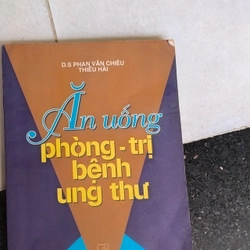 D.S PHAN VĂN CHIÊU
THIẾU HẢI
Ăn uống
phòng - trị
bệnh
ung thư